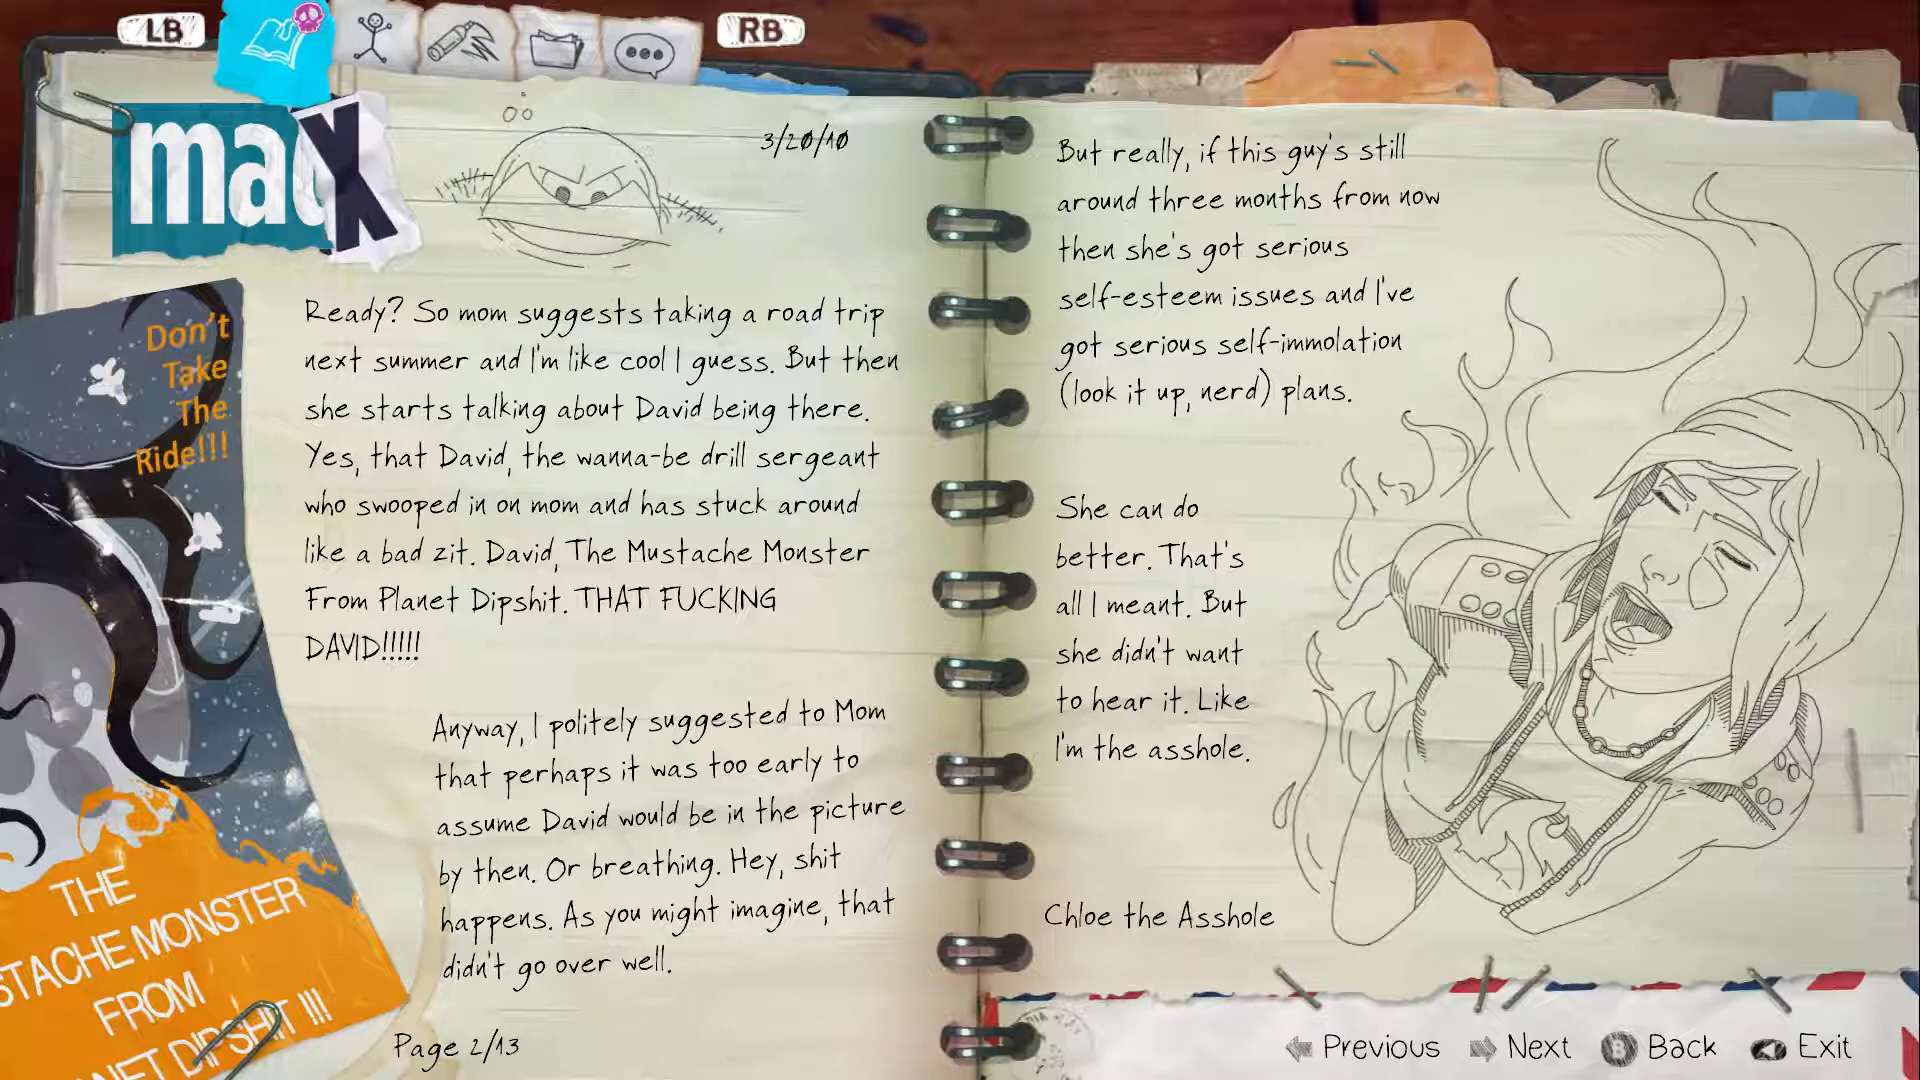 LB
RB
maX
3/20/10
Don't
Take
The
Ride!!!
Ready? So mom suggests taking a road trip
next summer and I'm like cool I guess. But then
she starts talking about David being there.
Yes, that David, the wanna-be drill sergeant
who swooped in on mom and has stuck around
like a bad zit. David, The Mustache Monster
From Planet Dipshit. THAT FUCKING
DAVID!!!!!
Anyway, I politely suggested to Mom
that perhaps it was too early to
assume David would be in the picture
by then. Or breathing. Hey, shit
happens. As you might imagine, that
didn't go over well.
THE
STACHE MONSTER
FROM
NET DIPSHIT !!!
Page 2/13
But really, if this guy's still
around three months from now
then she's got serious
self-esteem issues and I've
got serious self-immolation
(look it up, nerd) plans.
She can do
better. That's
all I meant. But
she didn't want
to hear it. Like
I'm the asshole.
Chloe the Asshole
Previous
Next
B Back
Exit